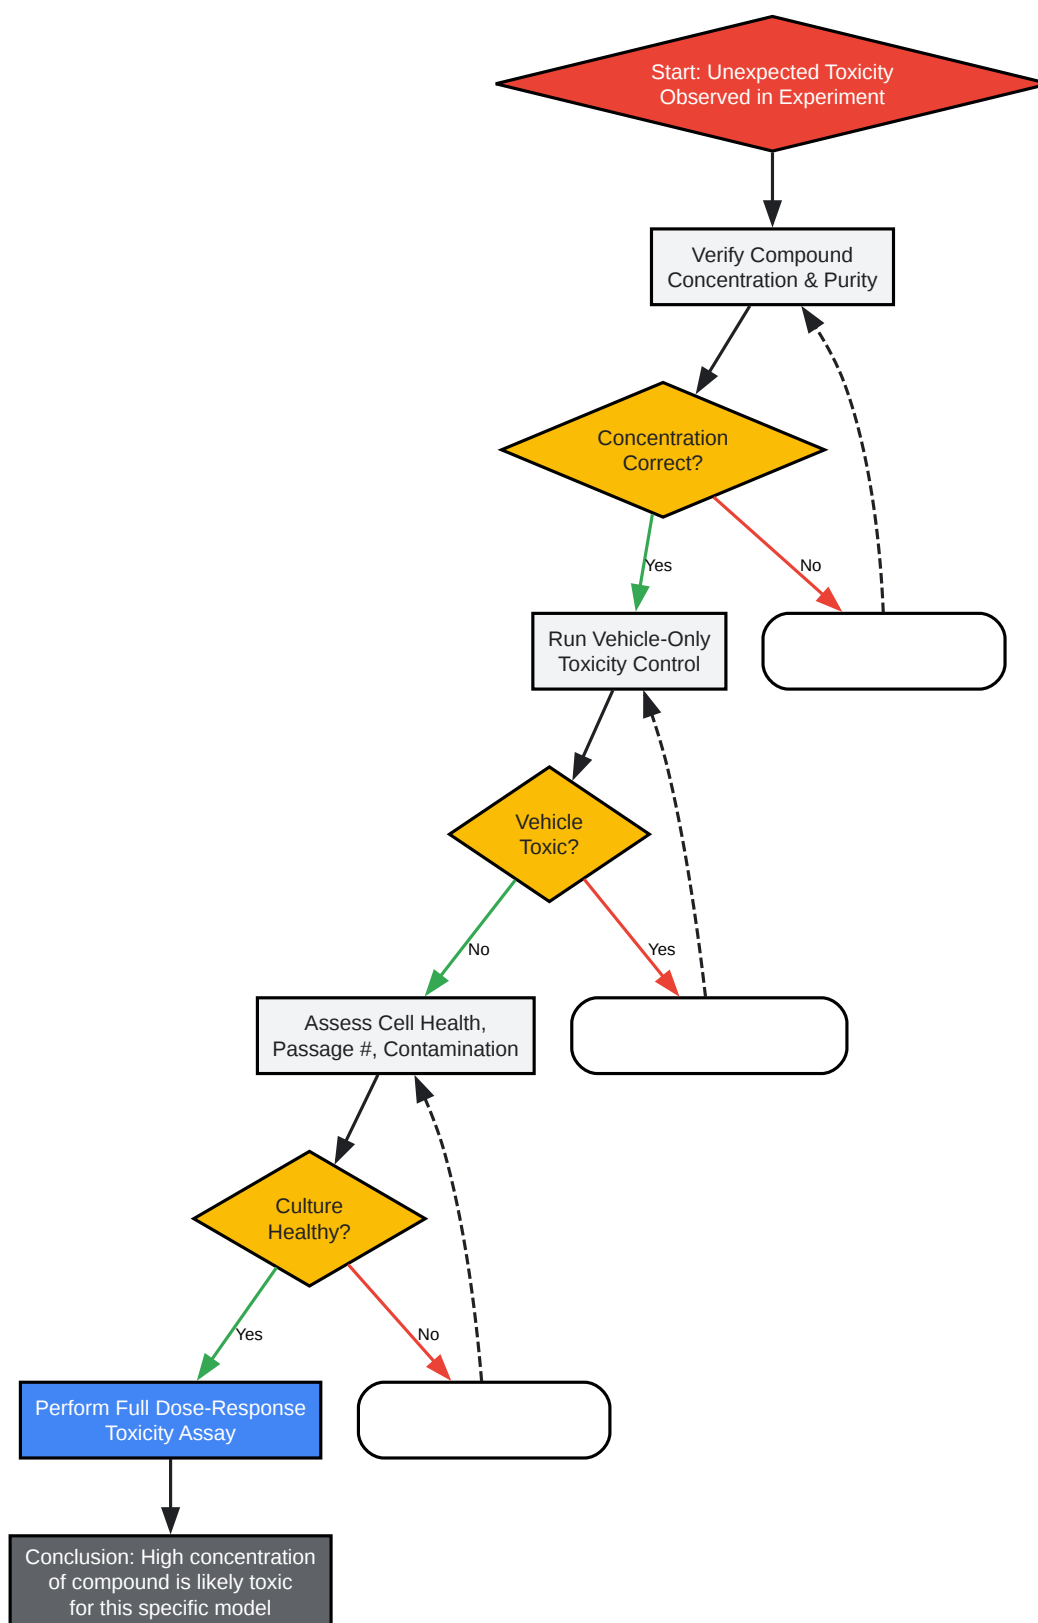 Start: Unexpected Toxicity
Observed in Experiment
Verify Compound
Concentration & Purity
Concentration
Correct?
Yes
No
Run Vehicle-Only
Toxicity Control
Vehicle
Toxic?
No
Yes
Assess Cell Health,
Passage #, Contamination
Culture
Healthy?
Yes
No
Perform Full Dose-Response
Toxicity Assay
Conclusion: High concentration
of compound is likely toxic
for this specific model